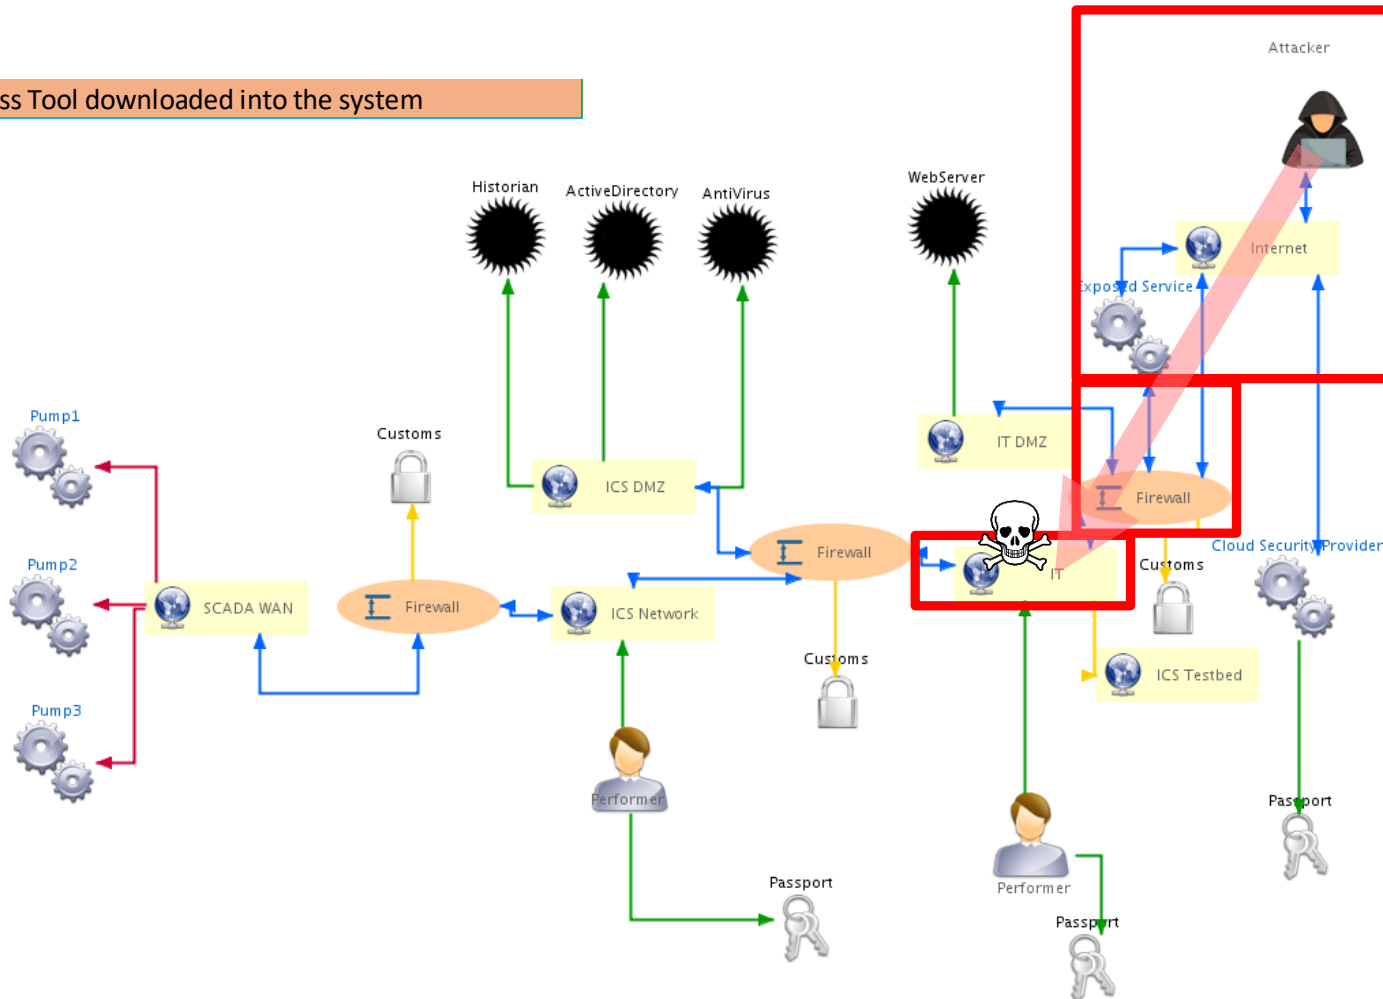 Attacker
ss Tool downloaded into the system
WebServer
Historian
ActiveDirectory
AntiVirus
Internet
Exposed Service
Pump1
Customs
IT DMZ
ICS DMZ
Firewall
Firewall
Cloud Security Provider
Pump2
IT
Customs
SCADA WAN
Firewall
ICS Network
Customs
ICS Testbed
Pump3
Performer
Passport
Passport
Performer
Passport